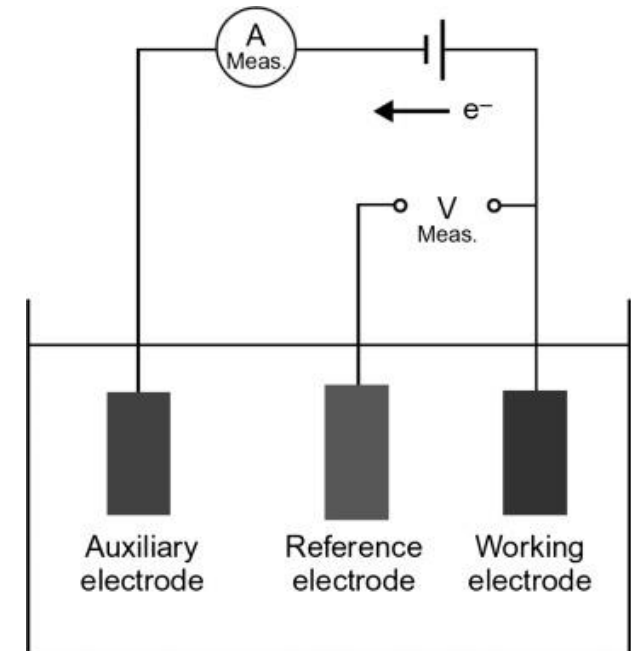 A
Meas.
e–
V
Meas.
Auxiliary
electrode
Reference
electrode
Working
electrode